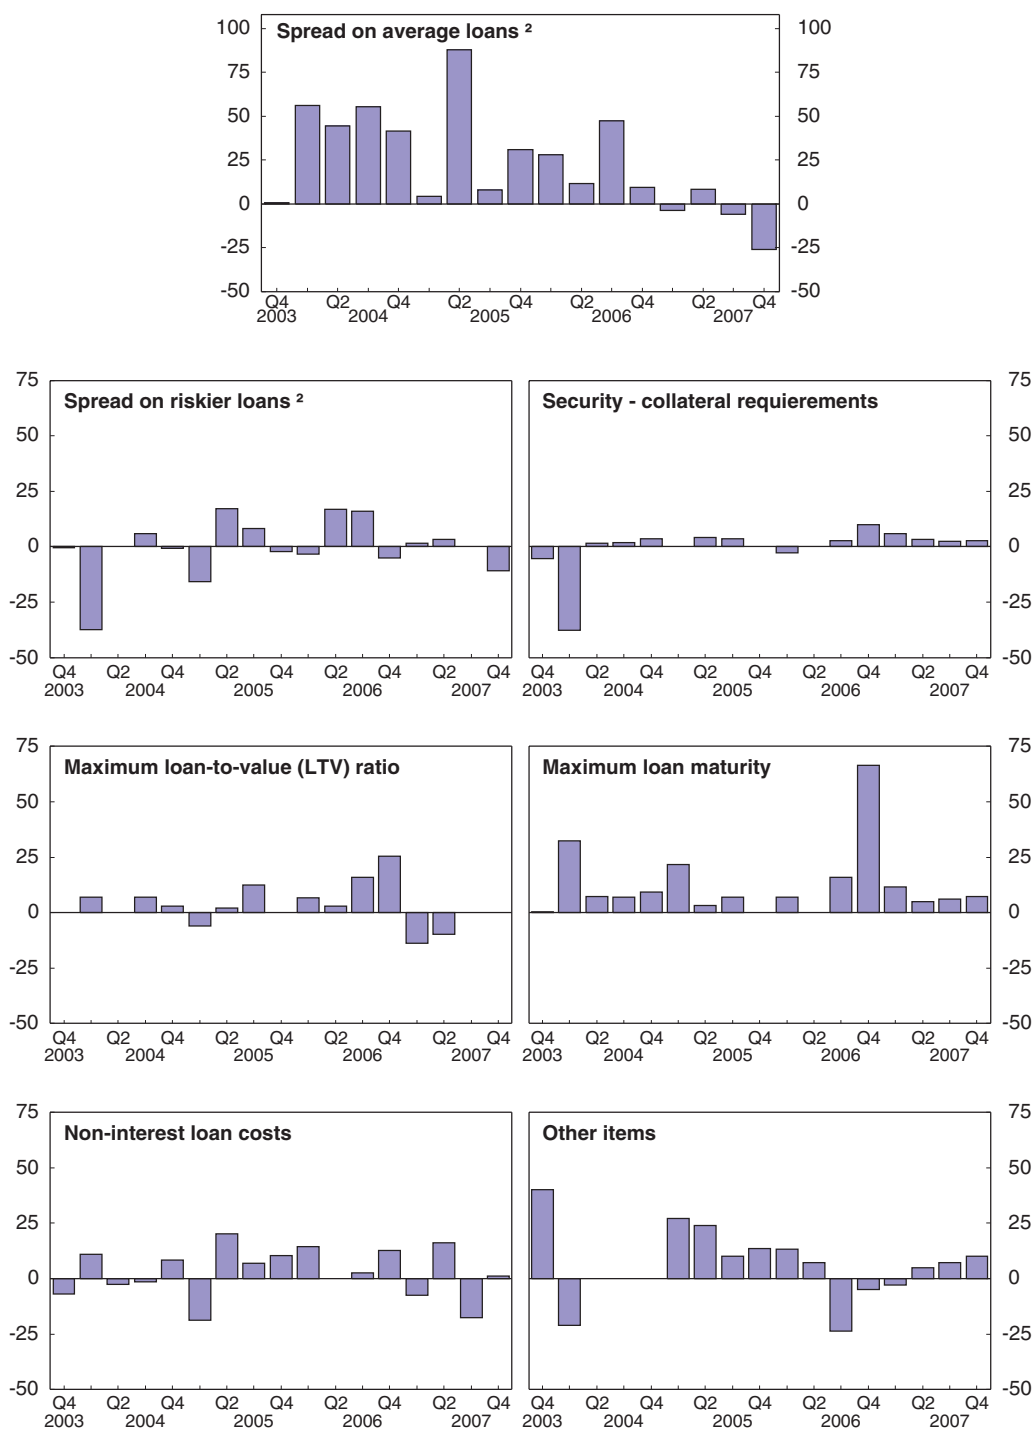 Spread on average loans ²
100 100
75 75
50 50
25 25
0 0
-25 -25
-50 -50
Q4 Q2 Q4 Q2 Q4 Q2 Q4 Q2 Q4
2003 2004 2005 2006 2007
Spread on riskier loans ²
75
50
25
0
-25
-50
Q4 Q2 Q4 Q2 Q4 Q2 Q4 Q2 Q4
2003 2004 2005 2006 2007
Security - collateral requierements
75
50
25
0
-25
-50
Q4 Q2 Q4 Q2 Q4 Q2 Q4 Q2 Q4
2003 2004 2005 2006 2007
Maximum loan-to-value (LTV) ratio
75
50
25
0
-25
-50
Q4 Q2 Q4 Q2 Q4 Q2 Q4 Q2 Q4
2003 2004 2005 2006 2007
Maximum loan maturity
75
50
25
0
-25
-50
Q4 Q2 Q4 Q2 Q4 Q2 Q4 Q2 Q4
2003 2004 2005 2006 2007
Non-interest loan costs
75
50
25
0
-25
-50
Q4 Q2 Q4 Q2 Q4 Q2 Q4 Q2 Q4
2003 2004 2005 2006 2007
Other items
75
50
25
0
-25
-50
Q4 Q2 Q4 Q2 Q4 Q2 Q4 Q2 Q4
2003 2004 2005 2006 2007